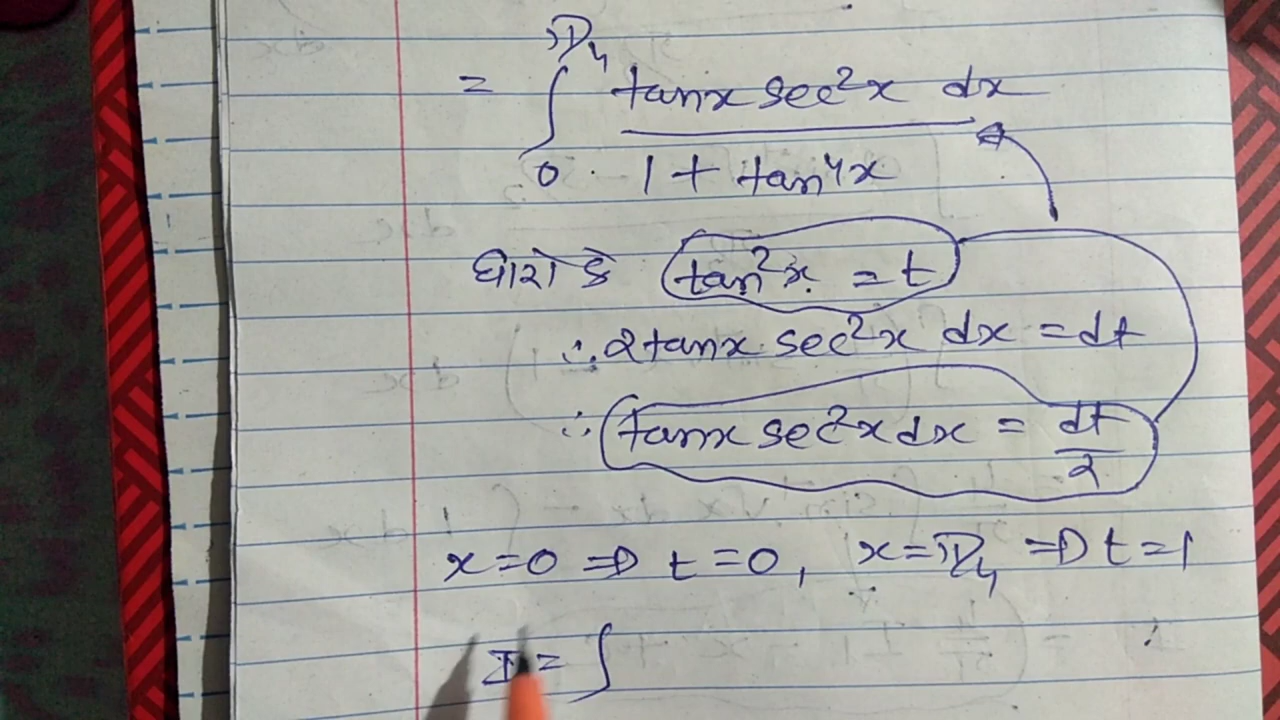 = ∫₀^(π/4) tanx sec²x dx / 1 + tan⁴x
ધારો કે tan²x = t
∴ 2tanx sec²x dx = dt
∴ tanx sec²x dx = dt/2
x=0 ⇒ t=0, x=π/4 ⇒ t=1
I = ∫